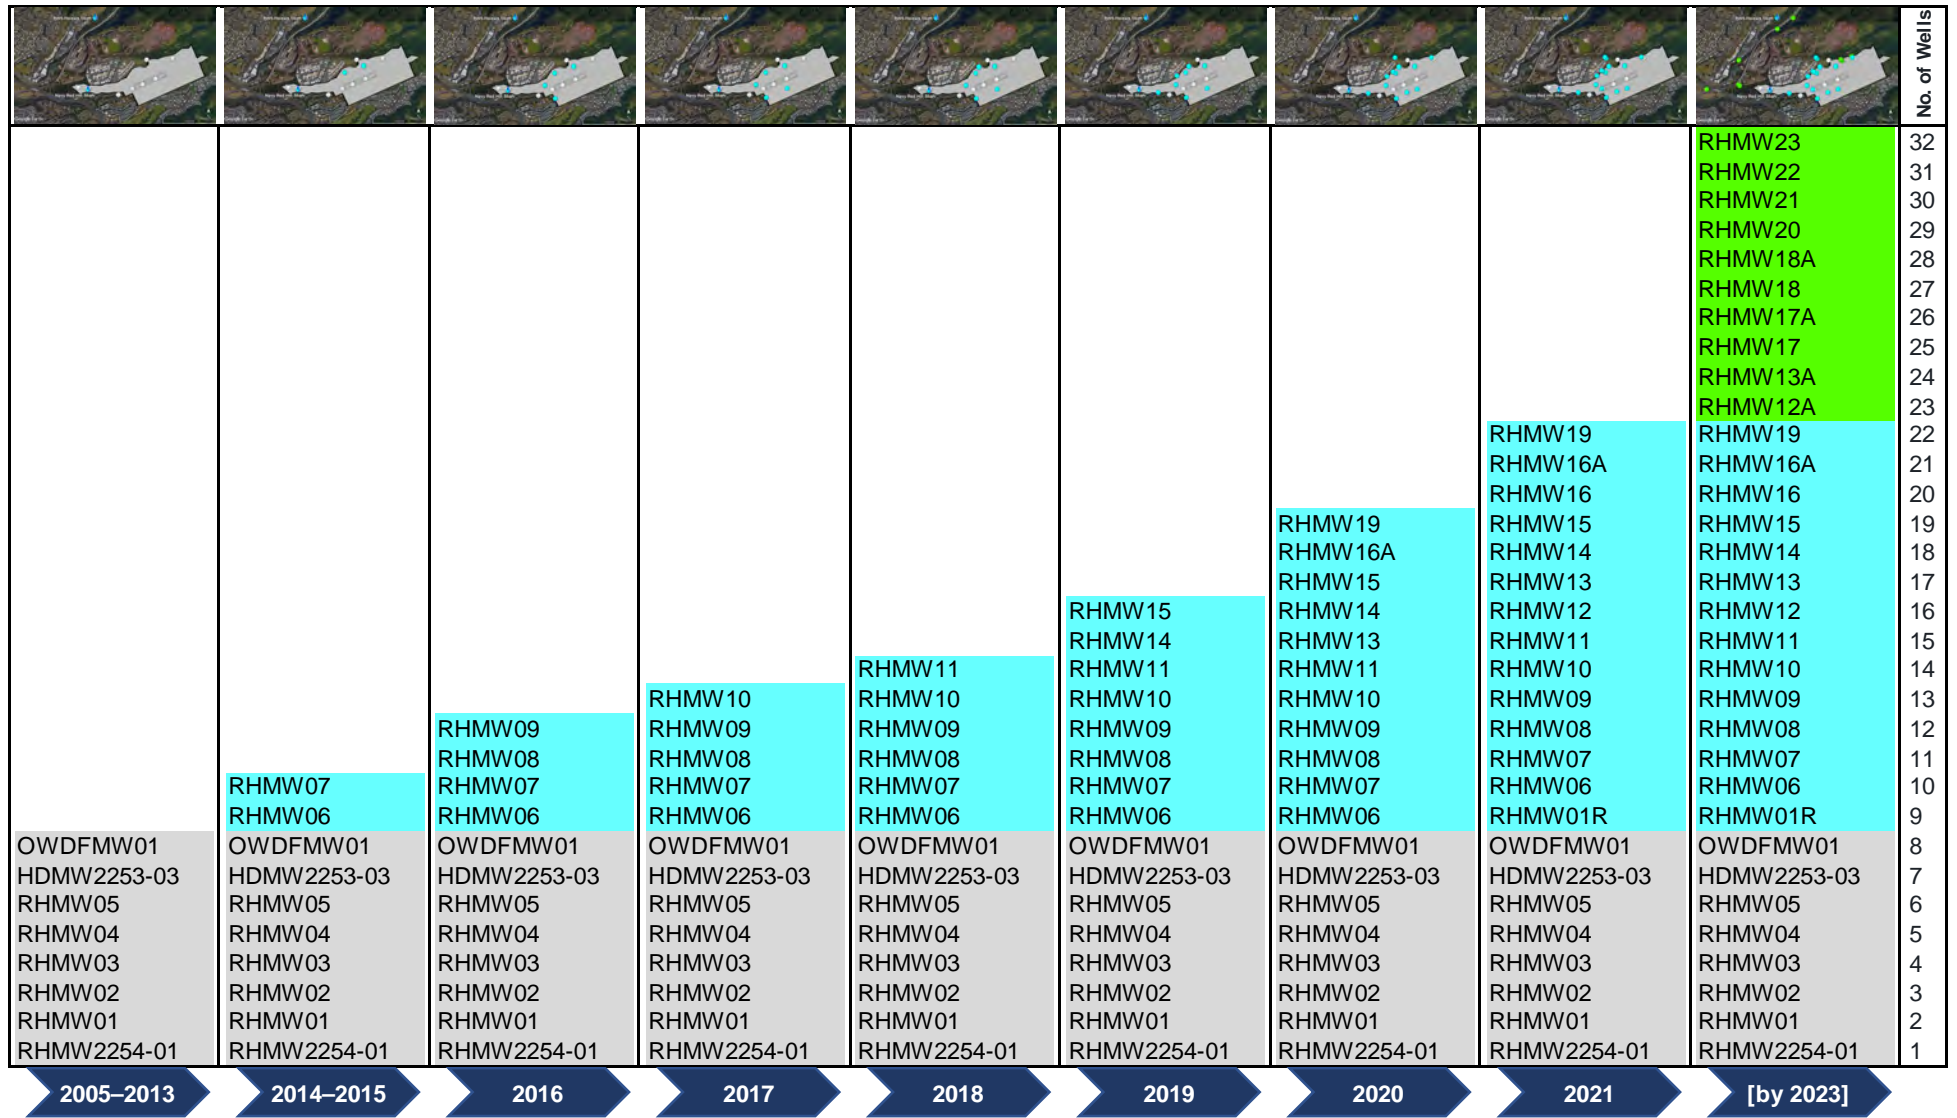 No. of Wells
RHMW23 32
RHMW22 31
RHMW21 30
RHMW20 29
RHMW18A 28
RHMW18 27
RHMW17A 26
RHMW17 25
RHMW13A 24
RHMW12A 23
RHMW19 RHMW19 22
RHMW16A RHMW16A 21
RHMW16 RHMW16 20
RHMW19 RHMW15 RHMW15 19
RHMW16A RHMW14 RHMW14 18
RHMW15 RHMW13 RHMW13 17
RHMW15 RHMW14 RHMW12 RHMW12 16
RHMW14 RHMW13 RHMW11 RHMW11 15
RHMW11 RHMW11 RHMW11 RHMW10 RHMW10 14
RHMW10 RHMW10 RHMW10 RHMW10 RHMW09 RHMW09 13
RHMW09 RHMW09 RHMW09 RHMW09 RHMW09 RHMW08 RHMW08 12
RHMW08 RHMW08 RHMW08 RHMW08 RHMW08 RHMW07 RHMW07 11
RHMW07 RHMW07 RHMW07 RHMW07 RHMW07 RHMW07 RHMW06 RHMW06 10
RHMW06 RHMW06 RHMW06 RHMW06 RHMW06 RHMW06 RHMW01R RHMW01R 9
OWDFMW01 OWDFMW01 OWDFMW01 OWDFMW01 OWDFMW01 OWDFMW01 OWDFMW01 OWDFMW01 OWDFMW01 8
HDMW2253-03 HDMW2253-03 HDMW2253-03 HDMW2253-03 HDMW2253-03 HDMW2253-03 HDMW2253-03 HDMW2253-03 HDMW2253-03 7
RHMW05 RHMW05 RHMW05 RHMW05 RHMW05 RHMW05 RHMW05 RHMW05 RHMW05 6
RHMW04 RHMW04 RHMW04 RHMW04 RHMW04 RHMW04 RHMW04 RHMW04 RHMW04 5
RHMW03 RHMW03 RHMW03 RHMW03 RHMW03 RHMW03 RHMW03 RHMW03 RHMW03 4
RHMW02 RHMW02 RHMW02 RHMW02 RHMW02 RHMW02 RHMW02 RHMW02 RHMW02 3
RHMW01 RHMW01 RHMW01 RHMW01 RHMW01 RHMW01 RHMW01 RHMW01 RHMW01 2
RHMW2254-01 RHMW2254-01 RHMW2254-01 RHMW2254-01 RHMW2254-01 RHMW2254-01 RHMW2254-01 RHMW2254-01 RHMW2254-01 1
2005–2013 2014–2015 2016 2017 2018 2019 2020 2021 [by 2023]